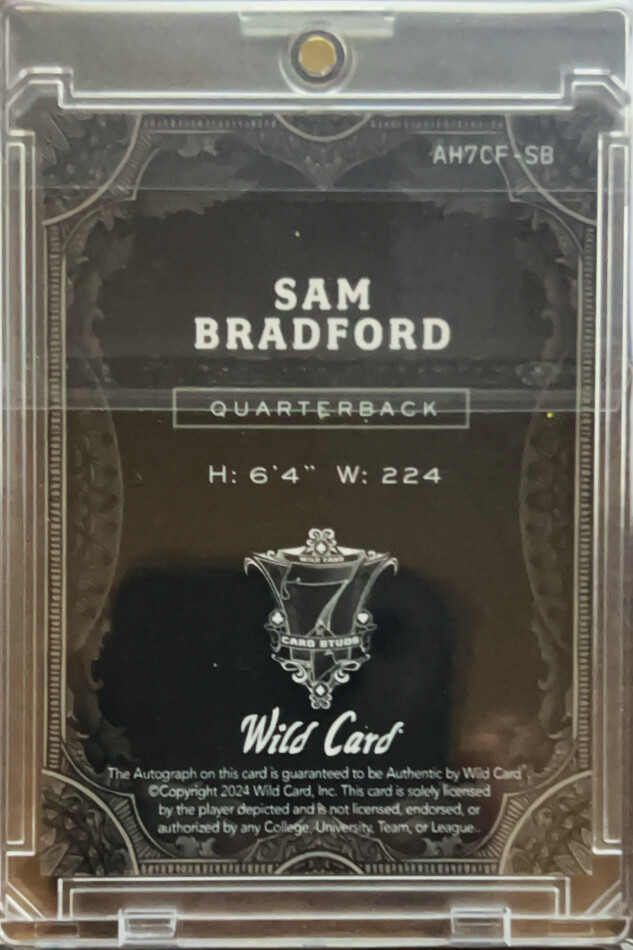 AH7CF-SB
SAM
BRADFORD
QUARTERBACK
H: 6'4" W: 224
WILD CARD
7
CARD STUDS
Wild Card
The Autograph on this card is guaranteed to be Authentic by Wild Card.
©Copyright 2024 Wild Card, Inc. This card is solely licensed
by the player depicted and is not licensed, endorsed, or
authorized by any College, University, Team, or League.